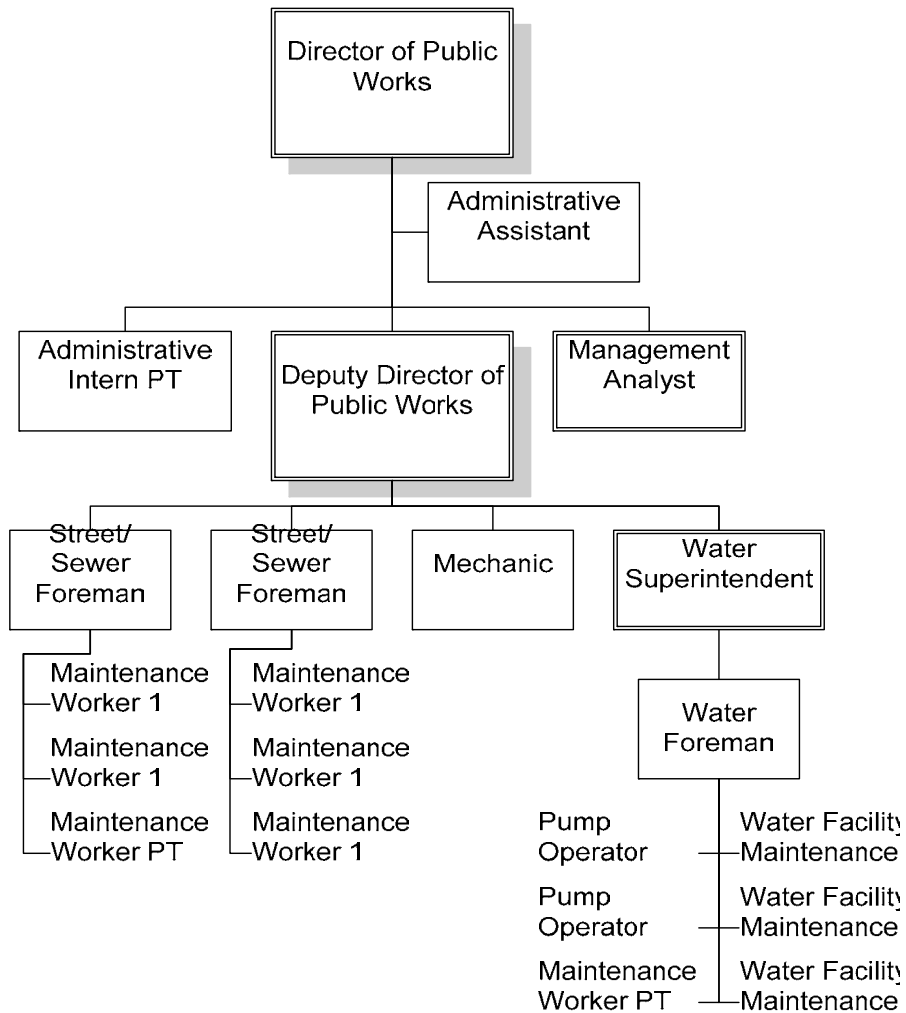 Director of Public
Works
Administrative
Assistant
Administrative
Intern PT
Deputy Director of
Public Works
Management
Analyst
Street/
Sewer
Foreman
Street/
Sewer
Foreman
Mechanic
Water
Superintendent
Maintenance
Worker 1
Maintenance
Worker 1
Maintenance
Worker PT
Maintenance
Worker 1
Maintenance
Worker 1
Maintenance
Worker 1
Water
Foreman
Pump
Operator
Pump
Operator
Maintenance
Worker PT
Water Facility
Maintenance
Water Facility
Maintenance
Water Facility
Maintenance